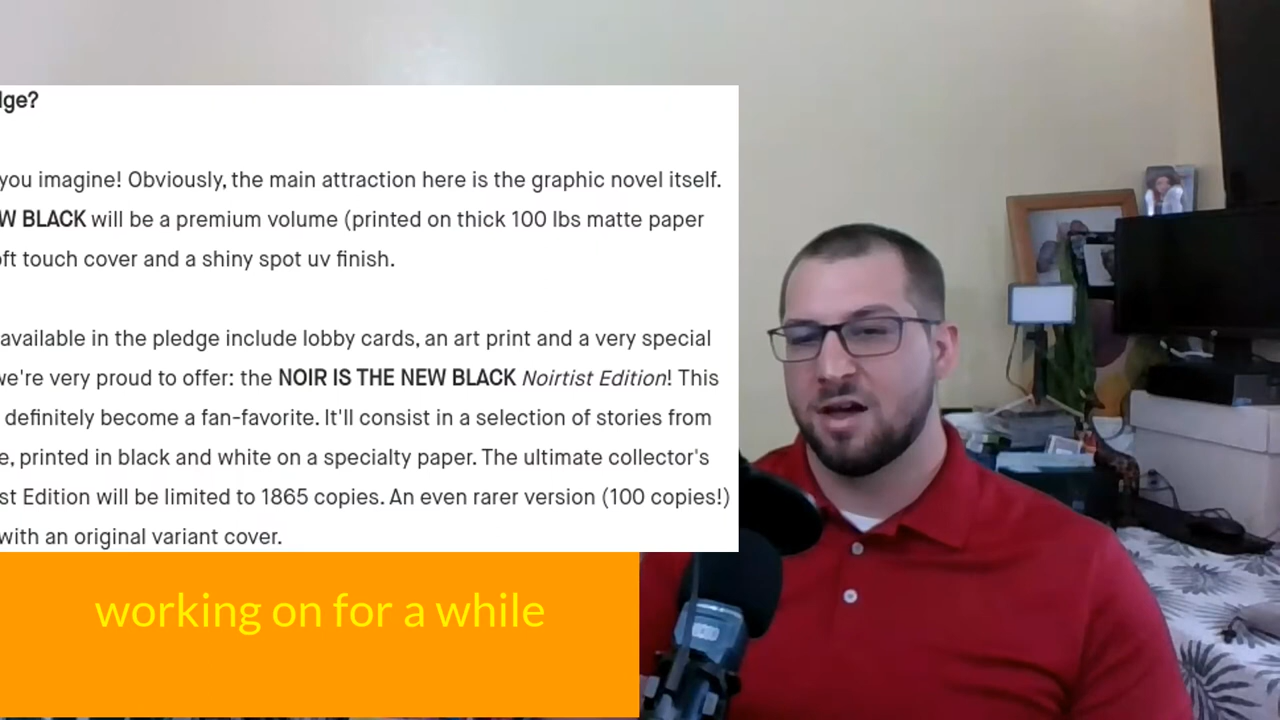 dge?
you imagine! Obviously, the main attraction here is the graphic novel itself.
W BLACK will be a premium volume (printed on thick 100 lbs matte paper
oft touch cover and a shiny spot uv finish.
available in the pledge include lobby cards, an art print and a very special
we're very proud to offer: the NOIR IS THE NEW BLACK Noirtist Edition! This
definitely become a fan-favorite. It'll consist in a selection of stories from
e, printed in black and white on a specialty paper. The ultimate collector's
st Edition will be limited to 1865 copies. An even rarer version (100 copies!)
with an original variant cover.
working on for a while